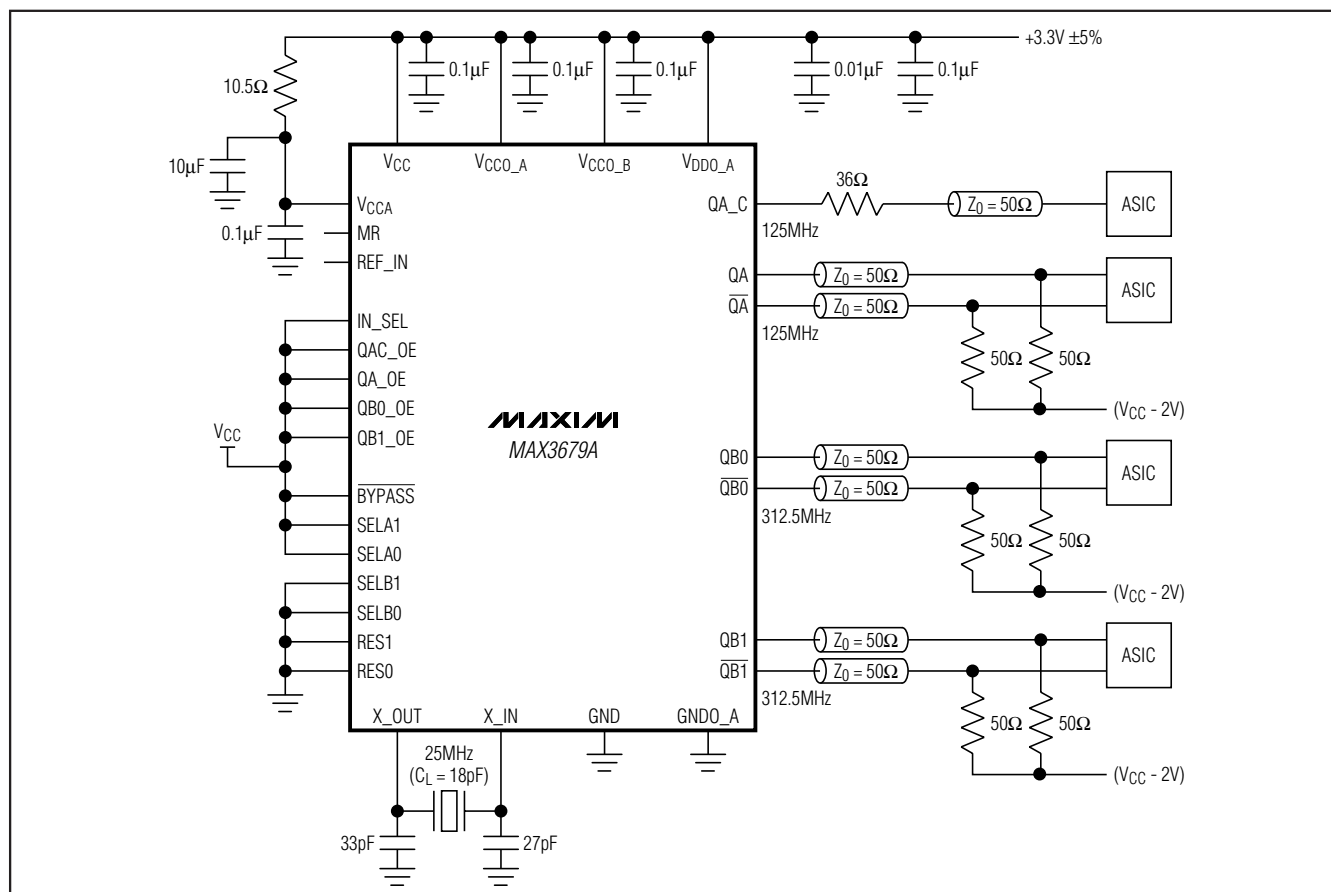 +3.3V ±5%
10.5Ω
0.1µF
0.1µF
0.1µF
0.01µF
0.1µF
10µF
0.1µF
VCC
VCCO_A
VCCO_B
VDDO_A
VCCA
MR
REF_IN
IN_SEL
QAC_OE
QA_OE
QB0_OE
QB1_OE
VCC
BYPASS
SELA1
SELA0
SELB1
SELB0
RES1
RES0
MAXIM
MAX3679A
QA_C
125MHz
36Ω
Z0 = 50Ω
ASIC
QA
Z0 = 50Ω
QA
Z0 = 50Ω
125MHz
ASIC
50Ω
50Ω
(VCC - 2V)
QB0
Z0 = 50Ω
QB0
Z0 = 50Ω
312.5MHz
ASIC
50Ω
50Ω
(VCC - 2V)
QB1
Z0 = 50Ω
QB1
Z0 = 50Ω
312.5MHz
ASIC
50Ω
50Ω
(VCC - 2V)
X_OUT
X_IN
GND
GNDO_A
25MHz
(CL = 18pF)
33pF
27pF